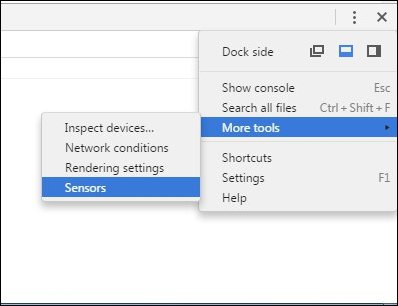 Dock side
Show console Esc
Search all files Ctrl + Shift + F
More tools
Inspect devices...
Network conditions
Rendering settings
Sensors
Shortcuts
Settings F1
Help